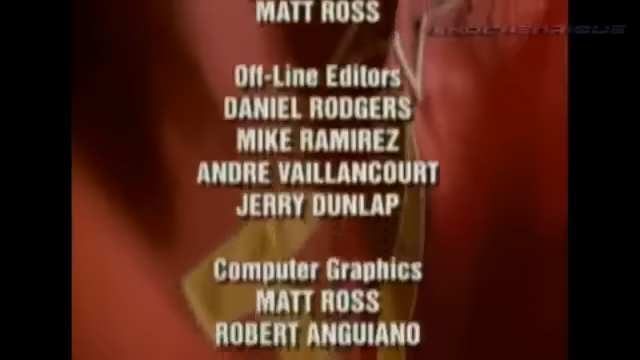 MATT ROSS
Off-Line Editors
DANIEL RODGERS
MIKE RAMIREZ
ANDRE VAILLANCOURT
JERRY DUNLAP
Computer Graphics
MATT ROSS
ROBERT ANGUIANO